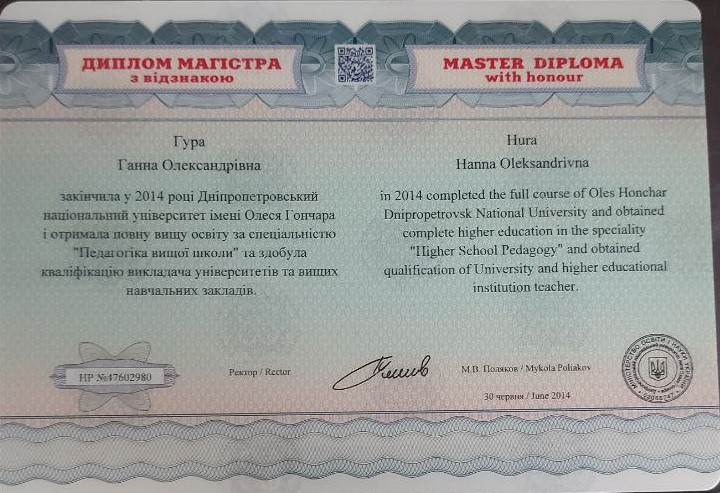 ДИПЛОМ МАГІСТРА
з відзнакою
MASTER DIPLOMA
with honour
Гура
Ганна Олександрівна
закінчила у 2014 році Дніпропетровський
національний університет імені Олеся Гончара
і отримала повну вищу освіту за спеціальністю
"Педагогіка вищої школи" та здобула
кваліфікацію викладача університетів та вищих
навчальних закладів.
Hura
Hanna Oleksandrivna
in 2014 completed the full course of Oles Honchar
Dnipropetrovsk National University and obtained
complete higher education in the speciality
"Higher School Pedagogy" and obtained
qualification of University and higher educational
institution teacher.
НР №47602980
Ректор / Rector
М.В. Поляков / Mykola Poliakov
30 червня / June 2014
МІНІСТЕРСТВО ОСВІТИ І НАУКИ УКРАЇНИ